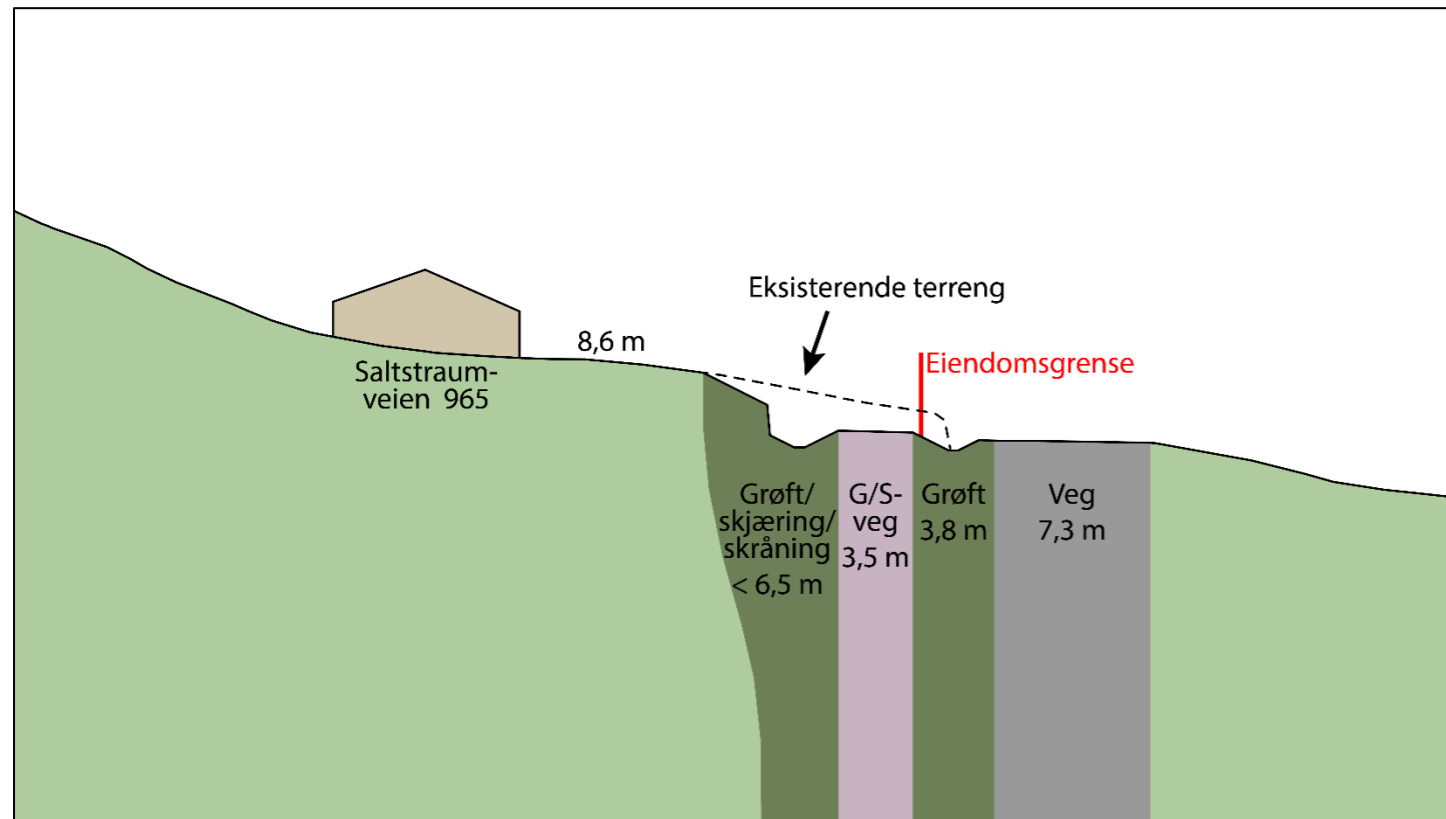 Eksisterende terreng
8,6 m
Eiendomsgrense
Saltstraum-
veien 965
Grøft/
skjæring/
skråning
< 6,5 m
G/S-
veg
3,5 m
Grøft
3,8 m
Veg
7,3 m